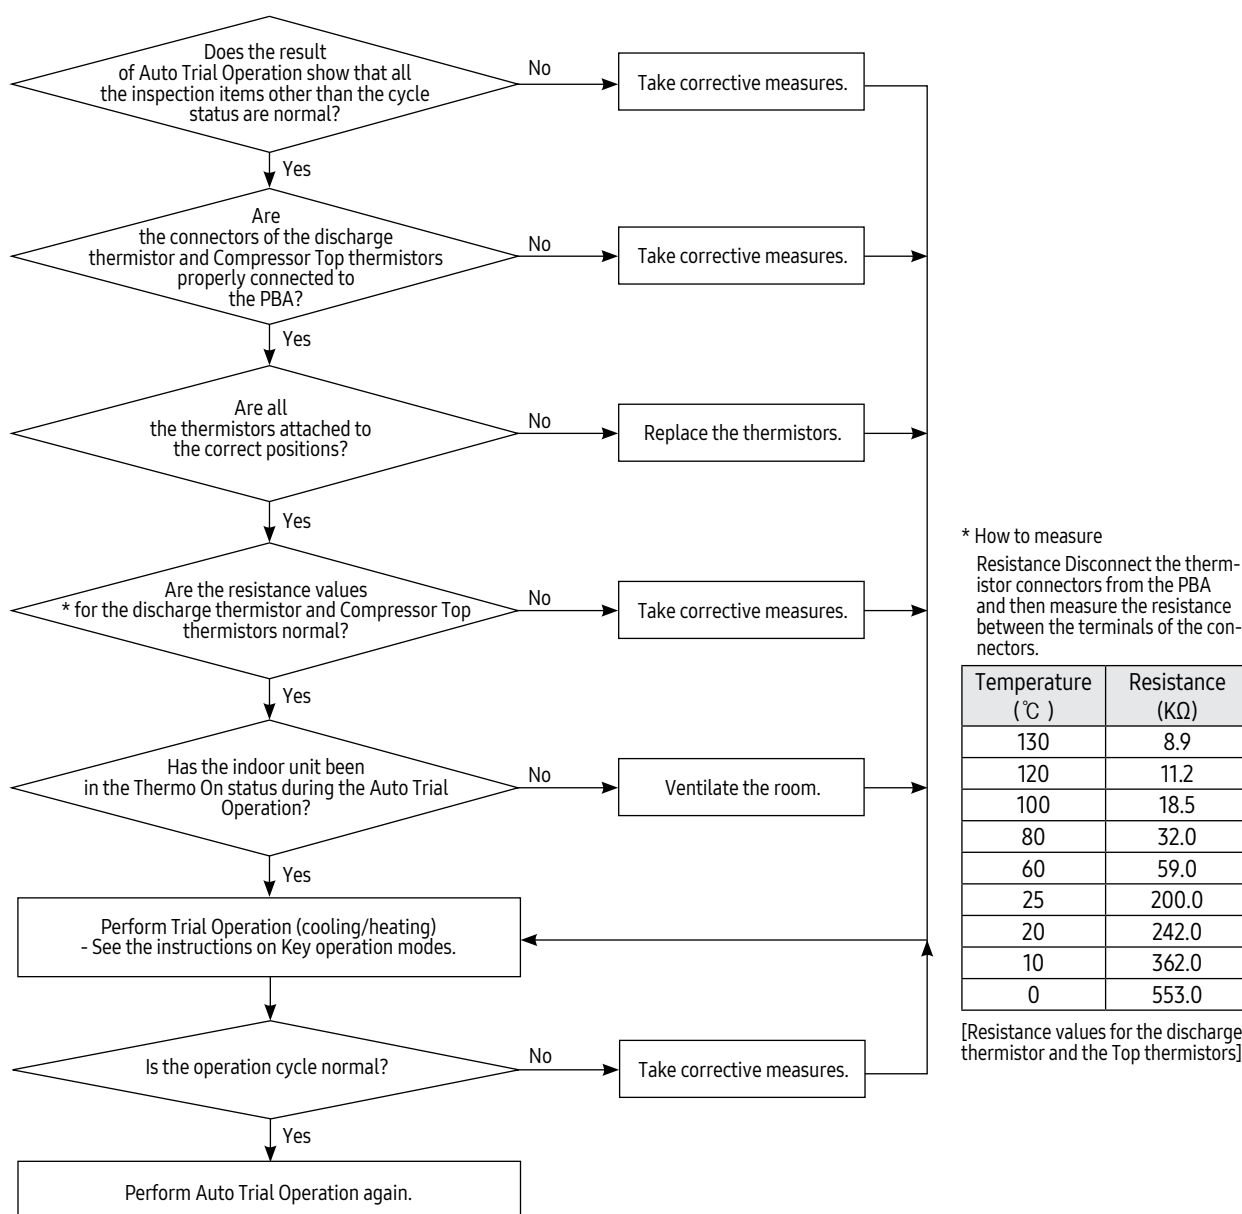 Does the result
of Auto Trial Operation show that all
the inspection items other than the cycle
status are normal?
No
Take corrective measures.
Yes
Are
the connectors of the discharge
thermistor and Compressor Top thermistors
properly connected to
the PBA?
No
Take corrective measures.
Yes
Are all
the thermistors attached to
the correct positions?
No
Replace the thermistors.
Yes
Are the resistance values
* for the discharge thermistor and Compressor Top
thermistors normal?
No
Take corrective measures.
Yes
Has the indoor unit been
in the Thermo On status during the Auto Trial
Operation?
No
Ventilate the room.
Yes
Perform Trial Operation (cooling/heating)
- See the instructions on Key operation modes.
Is the operation cycle normal?
No
Take corrective measures.
Yes
Perform Auto Trial Operation again.
* How to measure
Resistance Disconnect the therm-
istor connectors from the PBA
and then measure the resistance
between the terminals of the con-
nectors.
Temperature Resistance
(℃ ) (KΩ)
130 8.9
120 11.2
100 18.5
80 32.0
60 59.0
25 200.0
20 242.0
10 362.0
0 553.0
[Resistance values for the discharge
thermistor and the Top thermistors]